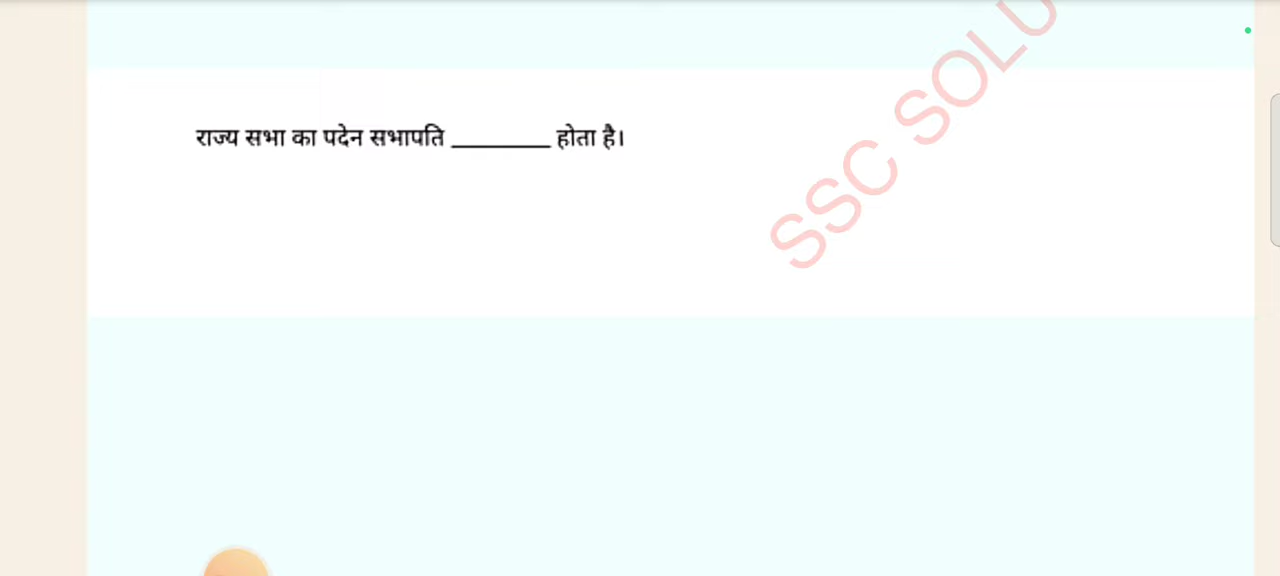 राज्य सभा का पदेन सभापति ________ होता है।
SSC SOLU